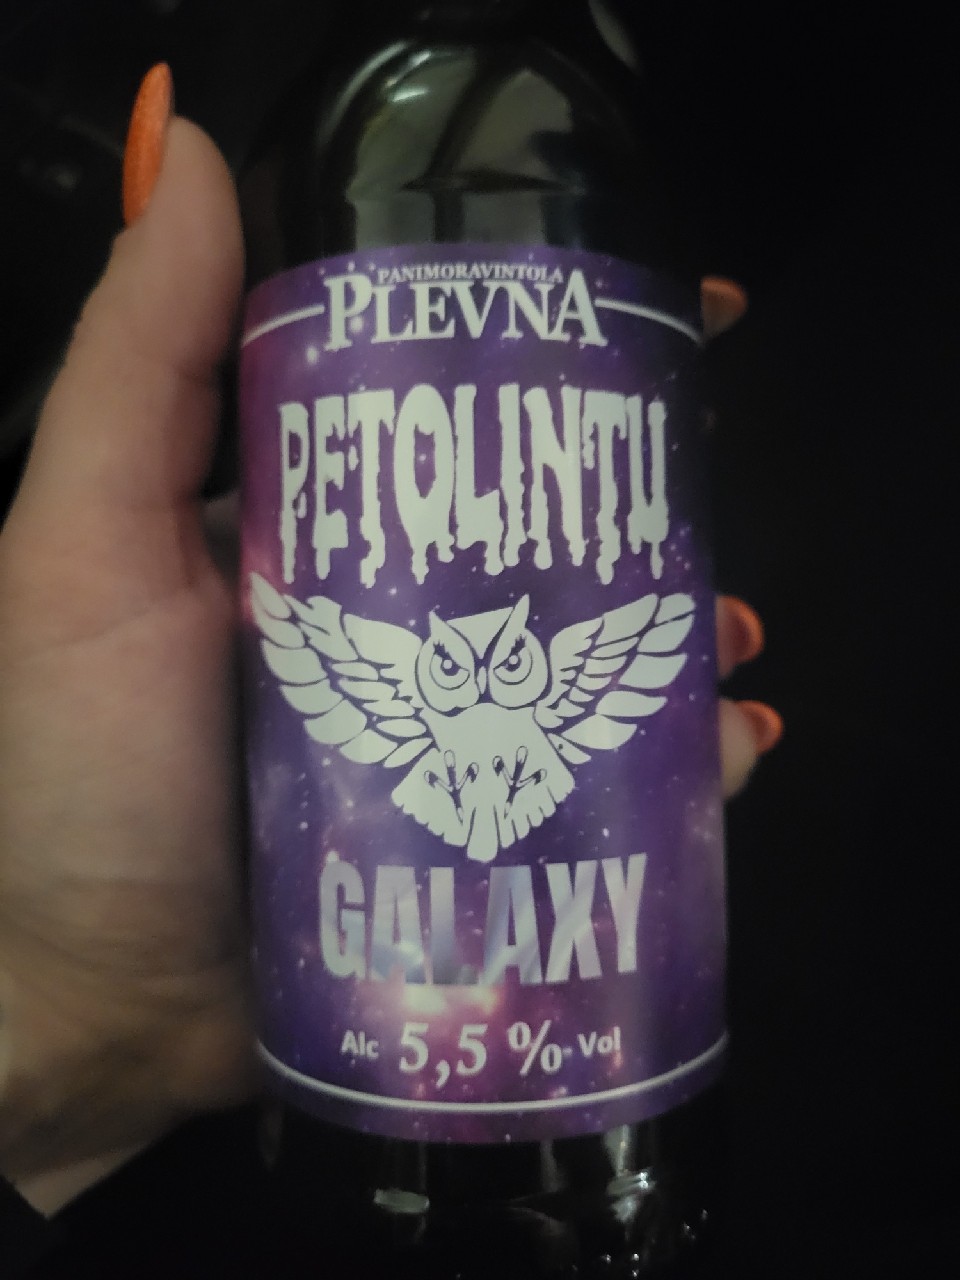 PANIMORAVINTOLA
PLEVNA
PETOLINTU
GALAXY
Alc 5,5 % Vol